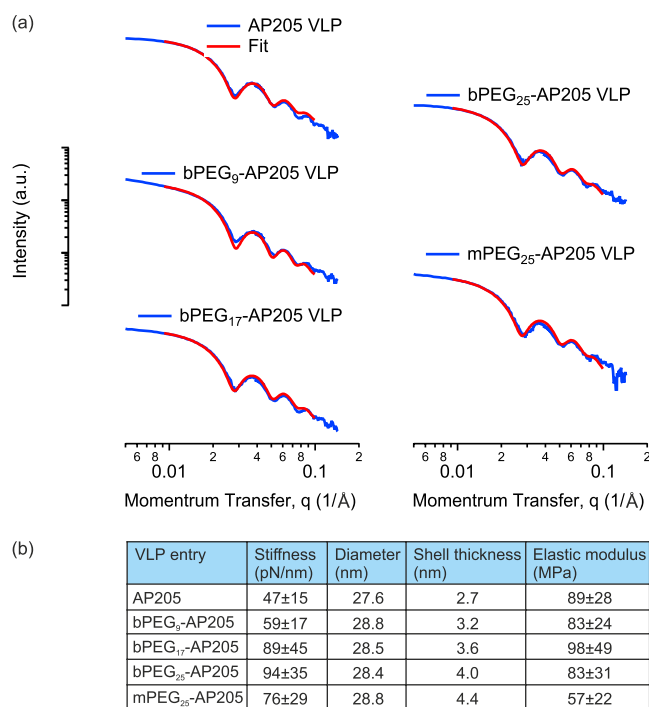 (a)
AP205 VLP
Fit
bPEG₉-AP205 VLP
bPEG₁₇-AP205 VLP
Intensity (a.u.)
5 6 8 0.01 2 4 6 8 0.1 2
Momentrum Transfer, q (1/Å)
bPEG₂₅-AP205 VLP
mPEG₂₅-AP205 VLP
6 8 0.01 2 4 6 8 0.1 2
Momentrum Transfer, q (1/Å)
(b)
VLP entry Stiffness (pN/nm) Diameter (nm) Shell thickness (nm) Elastic modulus (MPa)
AP205 47±15 27.6 2.7 89±28
bPEG₉-AP205 59±17 28.8 3.2 83±24
bPEG₁₇-AP205 89±45 28.5 3.6 98±49
bPEG₂₅-AP205 94±35 28.4 4.0 83±31
mPEG₂₅-AP205 76±29 28.8 4.4 57±22